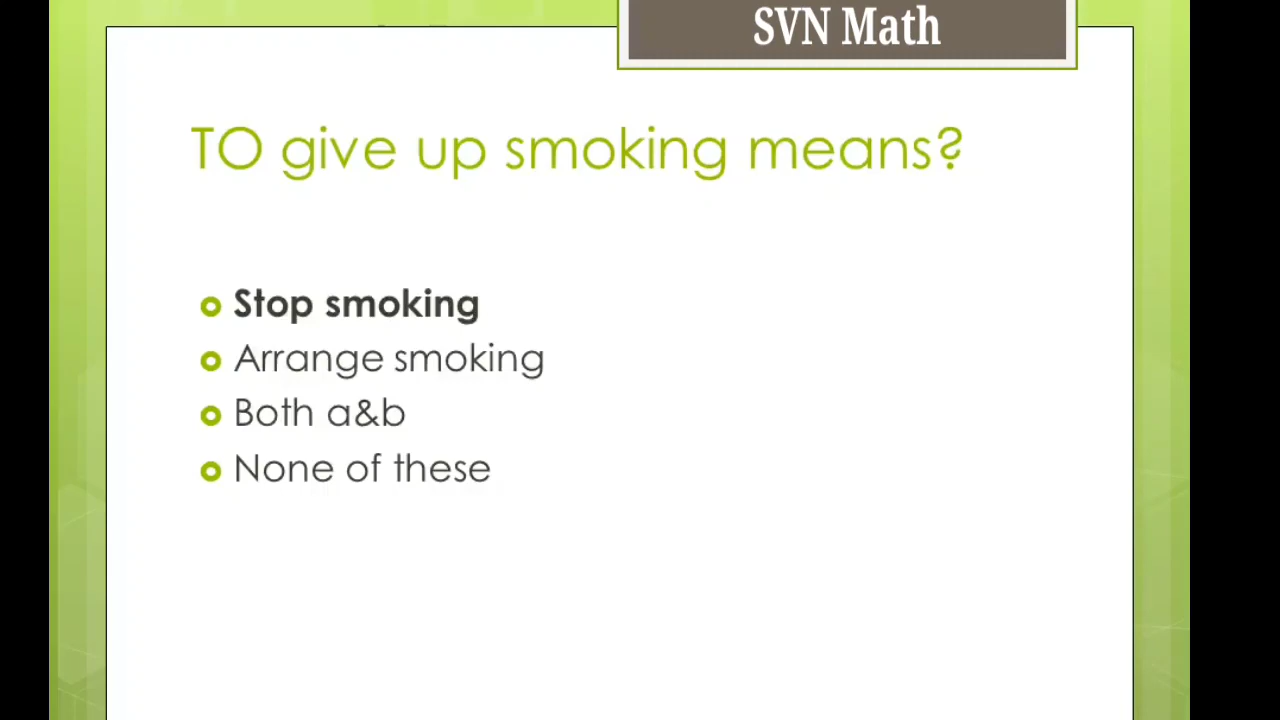 SVN Math
TO give up smoking means?
Stop smoking
Arrange smoking
Both a&b
None of these